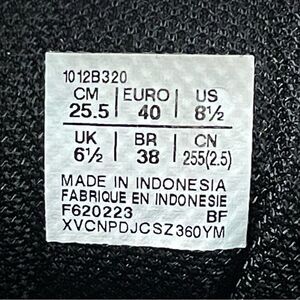 1012B320
CM | EURO | US
25.5 | 40 | 8½
UK | BR | CN
6½ | 38 | 255(2.5)
MADE IN INDONESIA
FABRIQUE EN INDONESIE
F620223 BF
XVCNPDJCSZ360YM